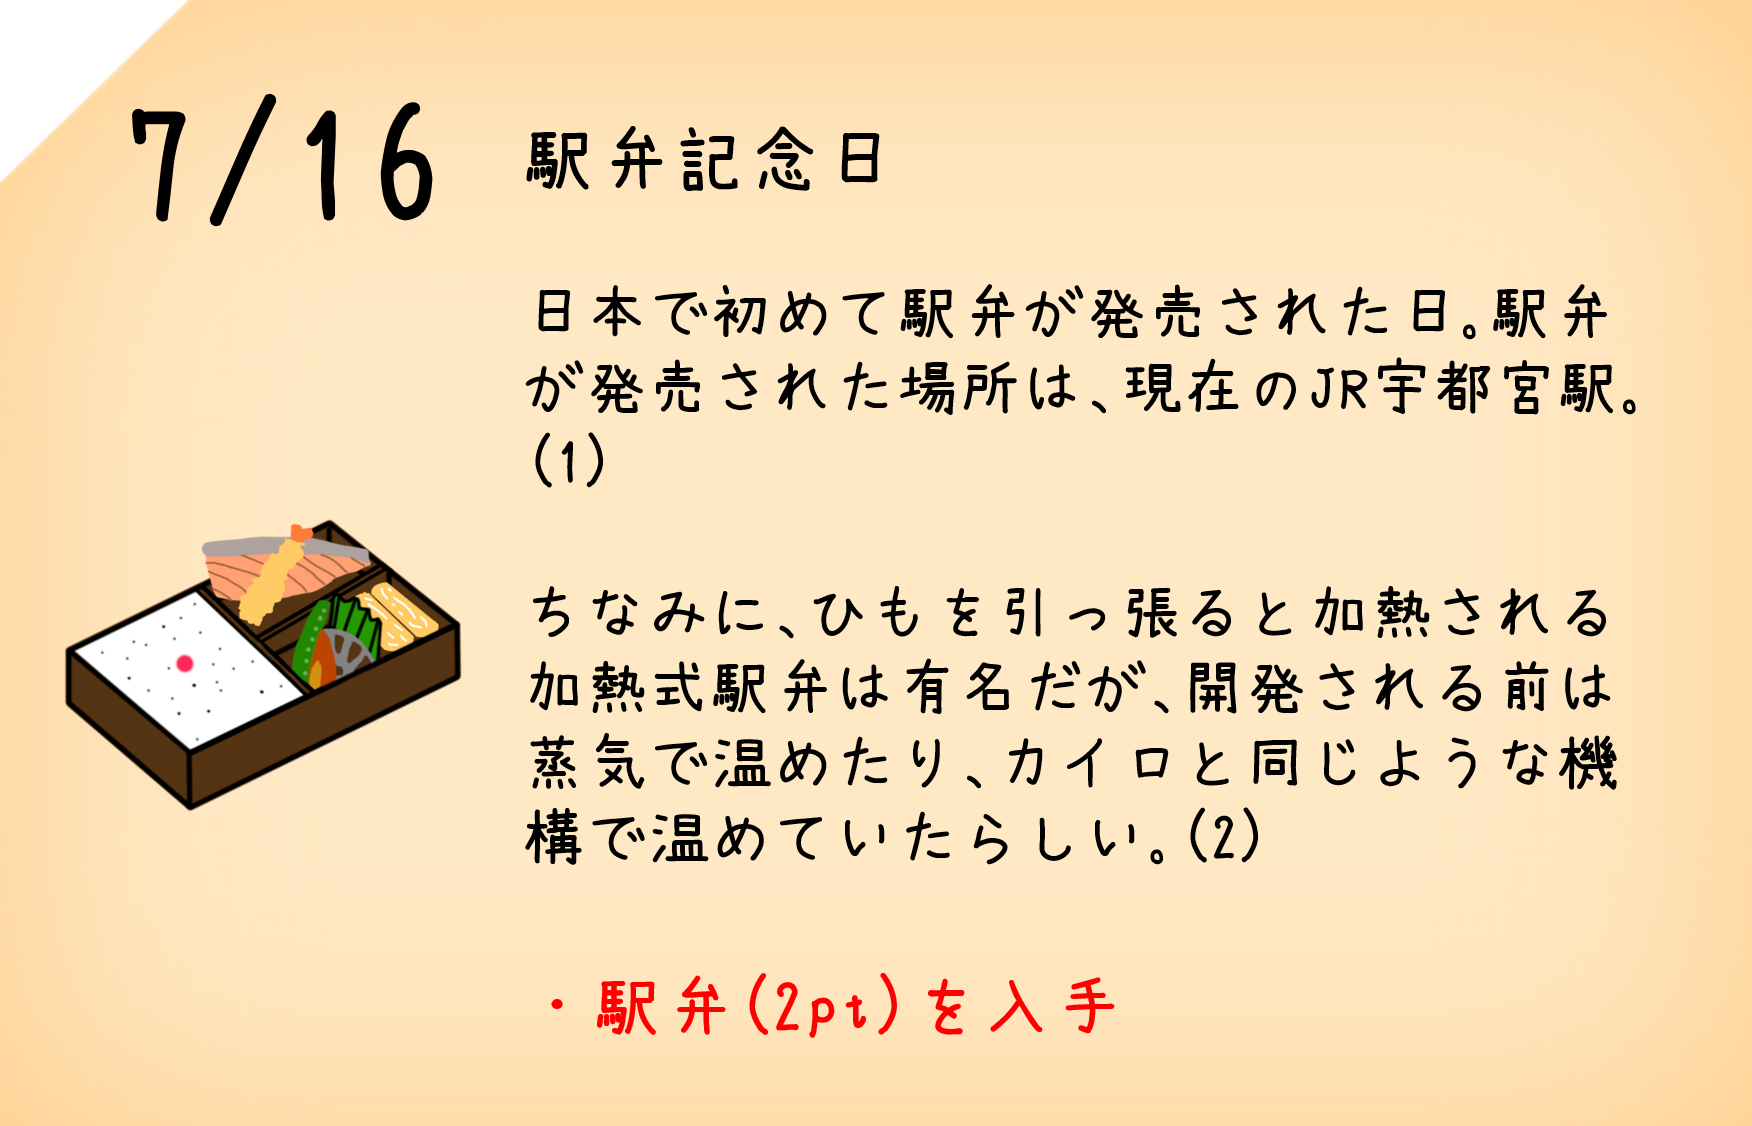 7/16 駅弁記念日
日本で初めて駅弁が発売された日。駅弁
が発売された場所は、現在のJR宇都宮駅。
(1)
ちなみに、ひもを引っ張ると加熱される
加熱式駅弁は有名だが、開発される前は
蒸気で温めたり、カイロと同じような機
構で温めていたらしい。(2)
・駅弁(2pt)を入手